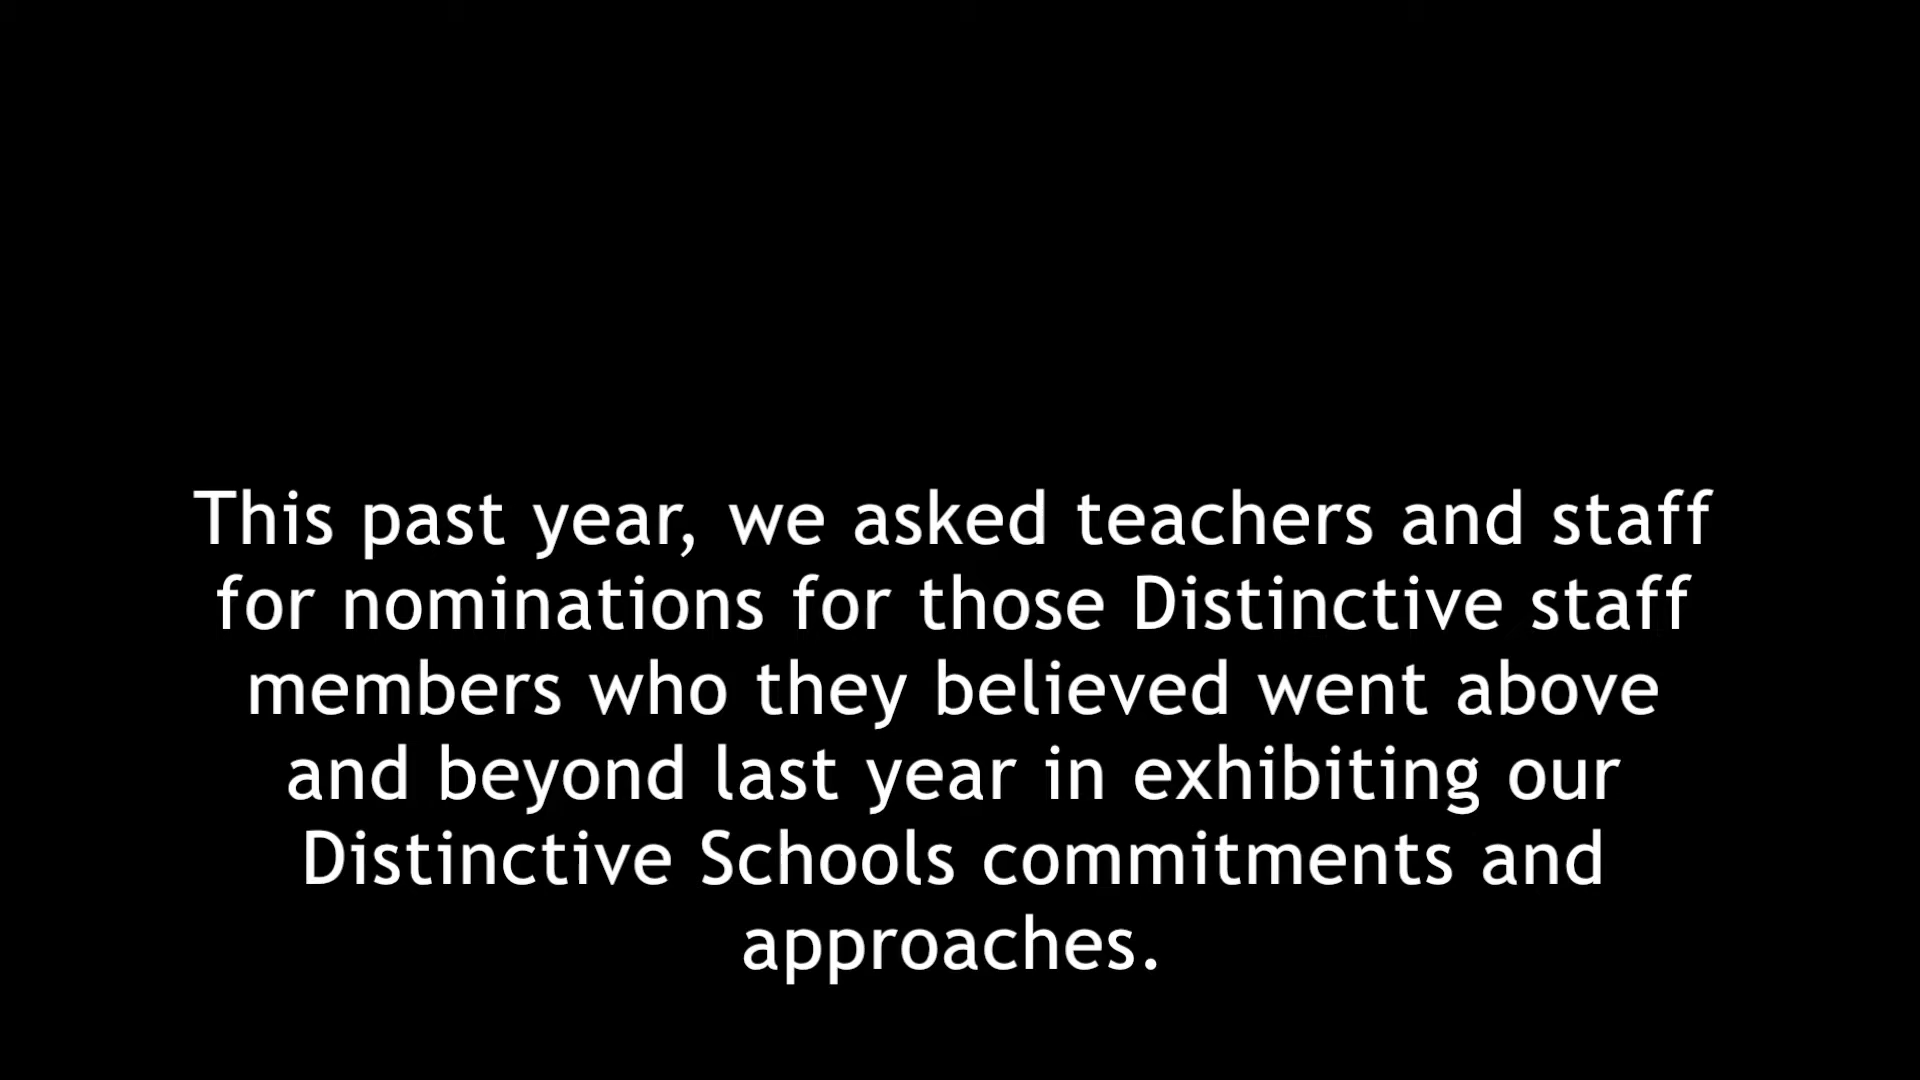 This past year, we asked teachers and staff
for nominations for those Distinctive staff
members who they believed went above
and beyond last year in exhibiting our
Distinctive Schools commitments and
approaches.